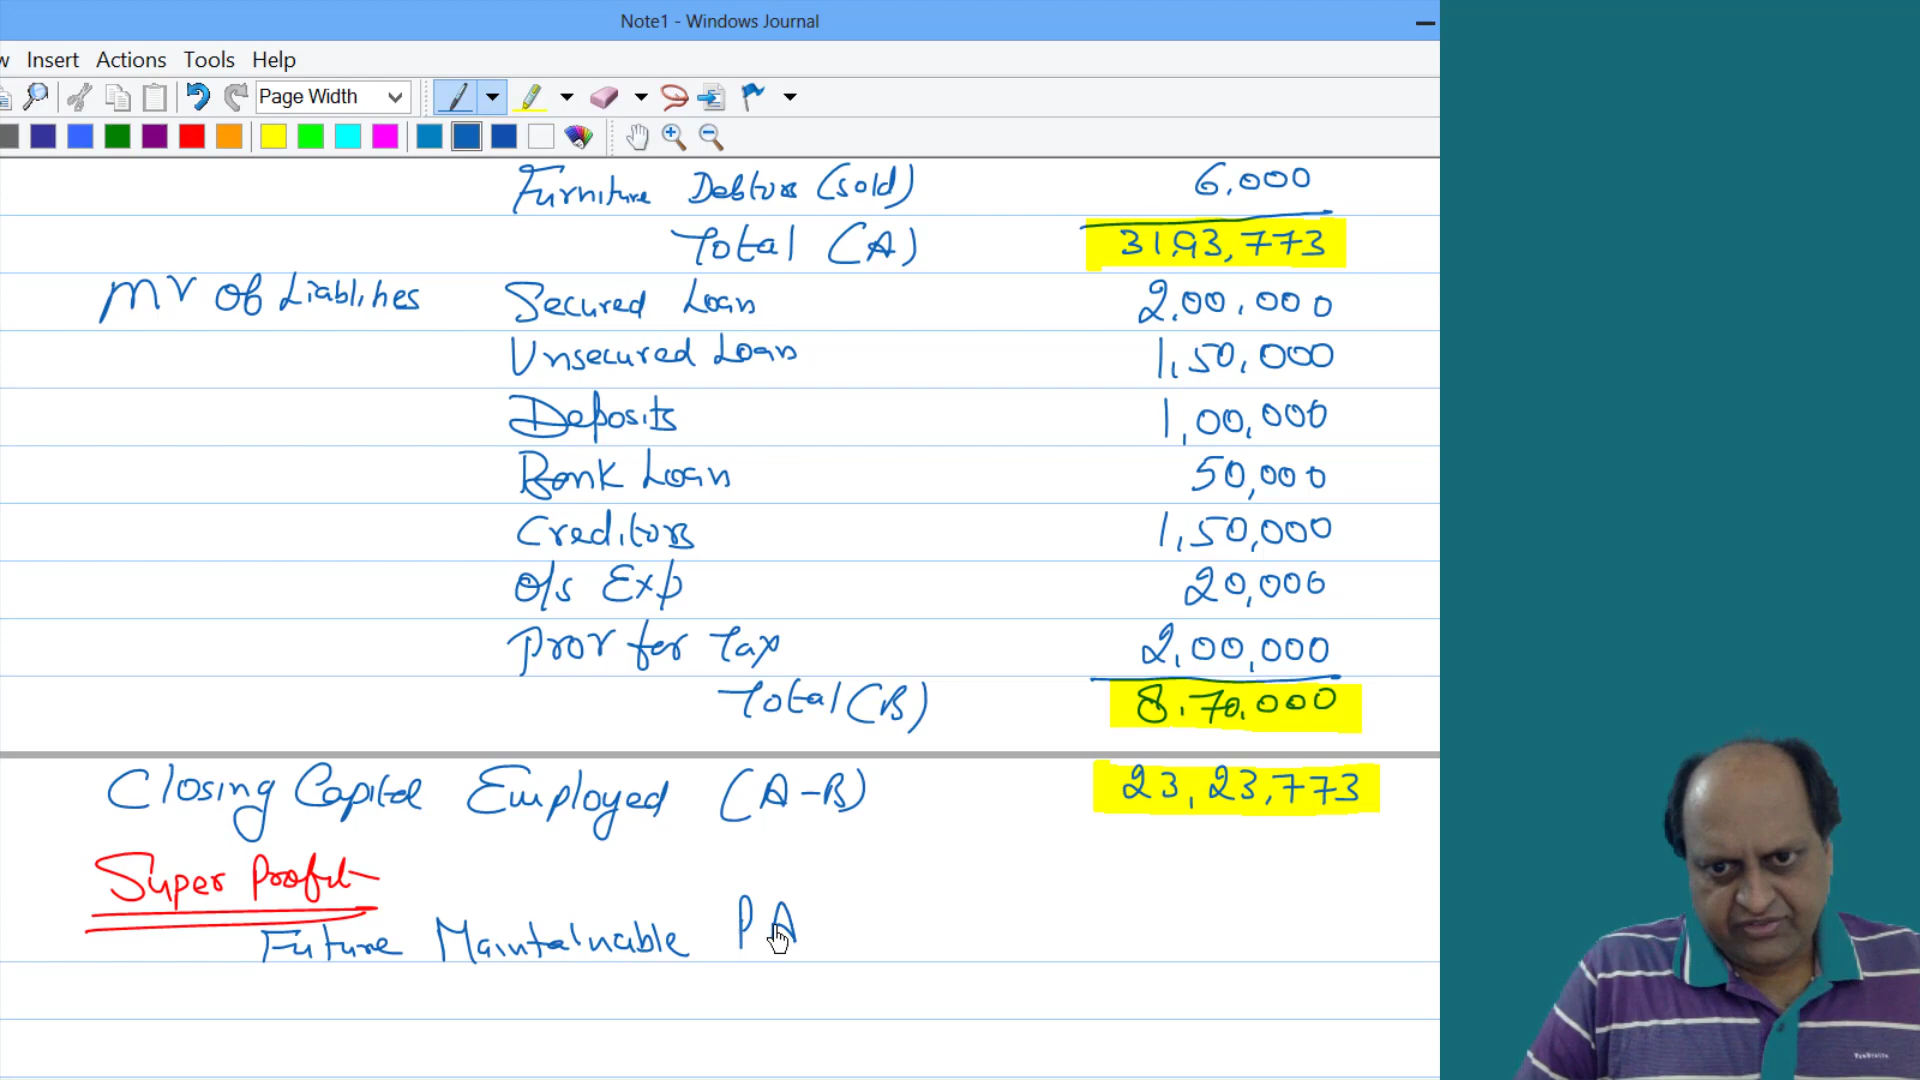 Note1 - Windows Journal
w Insert Actions Tools Help
Page Width
Furniture Debtors (sold) 6,000
Total (A) 31,93,773
MV of Liablihes Secured Loan 2,00,000
Unsecured Loan 1,50,000
Deposits 1,00,000
Bank Loan 50,000
Creditors 1,50,000
O/s Exp 20,000
Prov for Tax 2,00,000
Total (B) 8,70,000
Closing Capital Employed (A-B) 23,23,773
Super Profit
Future Maintainable P A